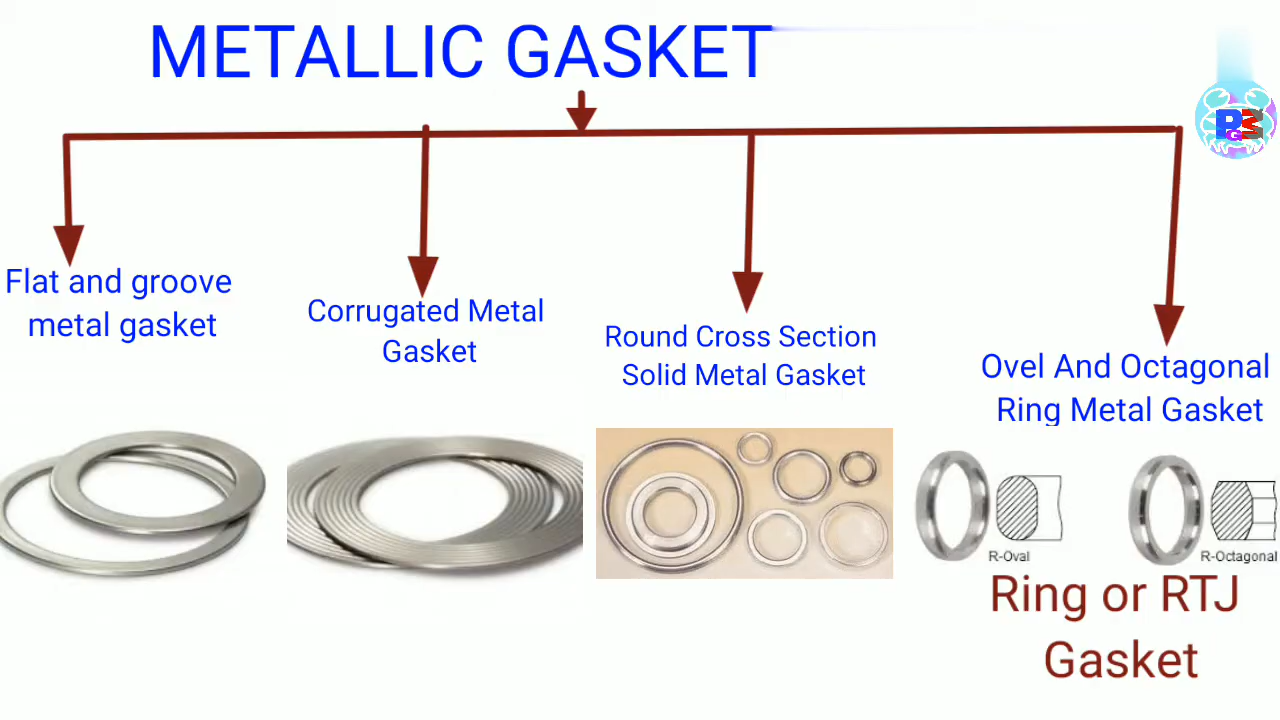 METALLIC GASKET
Flat and groove
metal gasket
Corrugated Metal
Gasket
Round Cross Section
Solid Metal Gasket
Ovel And Octagonal
Ring Metal Gasket
R-Oval
R-Octagonal
Ring or RTJ
Gasket